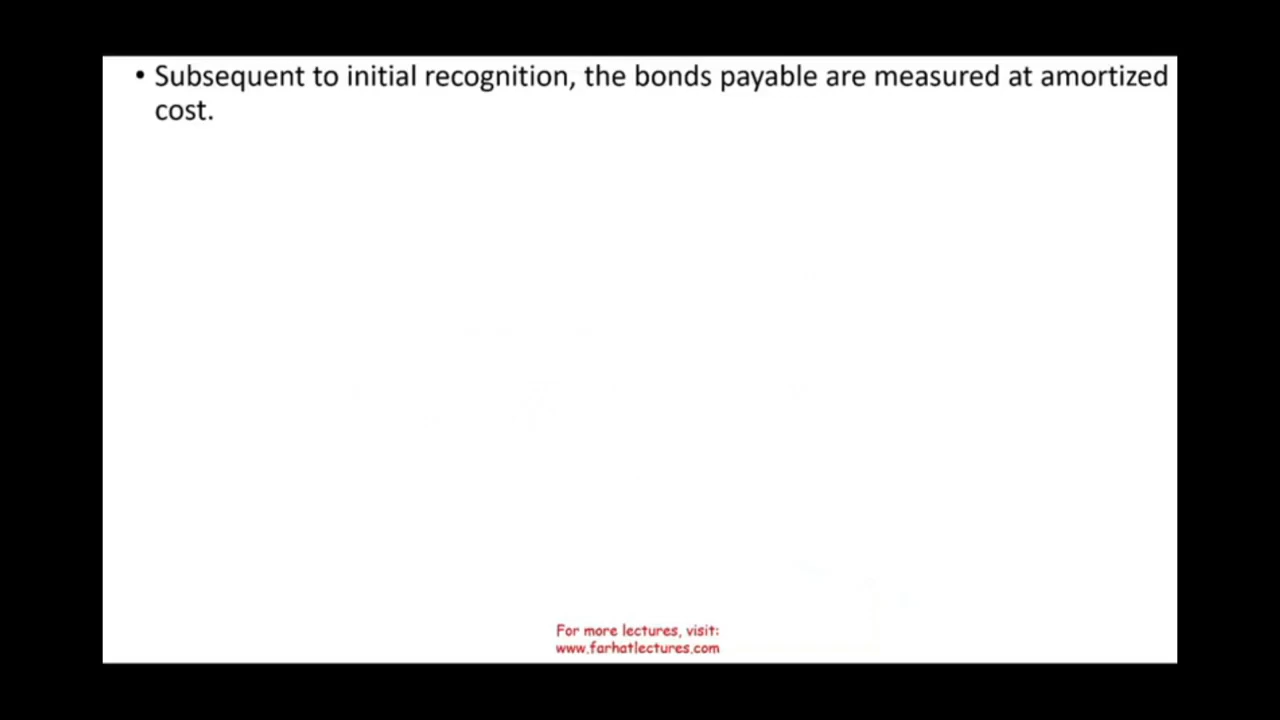 • Subsequent to initial recognition, the bonds payable are measured at amortized
cost.
For more lectures, visit:
www.farhatlectures.com